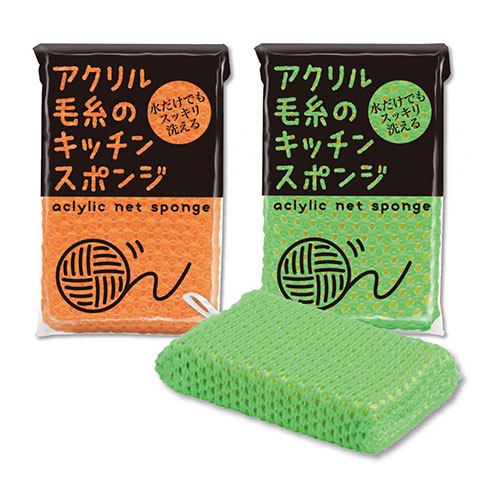 アクリル
毛糸の
キッチン
スポンジ
水だけでも
スッキリ
洗える
aclylic net sponge
アクリル
毛糸の
キッチン
スポンジ
水だけでも
スッキリ
洗える
aclylic net sponge